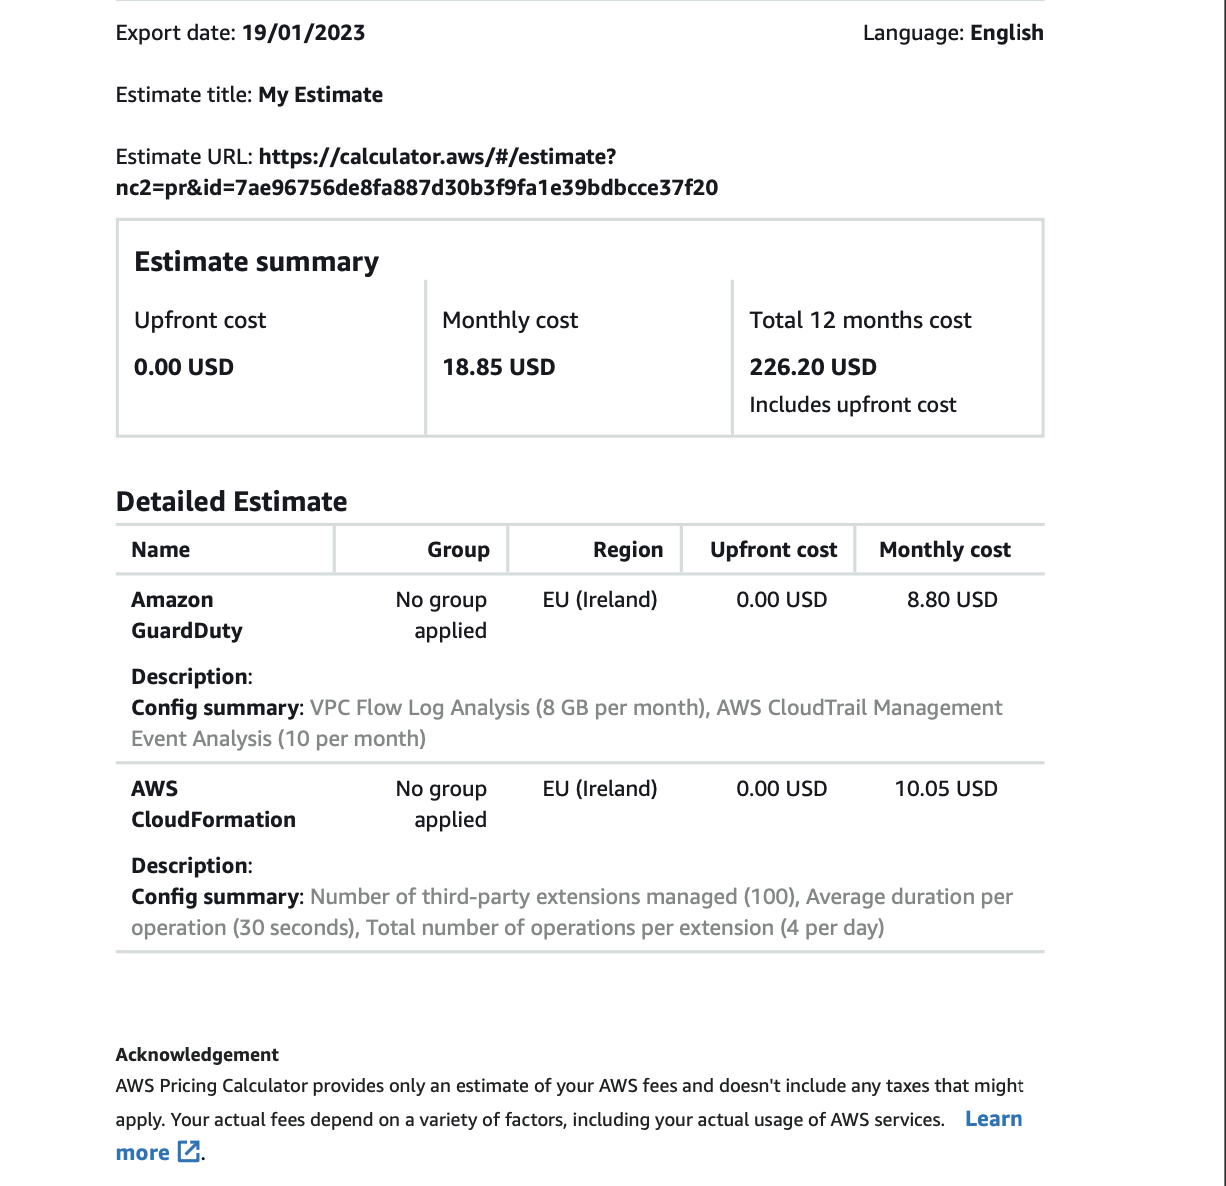 Export date: 19/01/2023
Language: English
Estimate title: My Estimate
Estimate URL: https://calculator.aws/#/estimate?
nc2=pr&id=7ae96756de8fa887d30b3f9fa1e39bdbcce37f20
Estimate summary
Upfront cost
0.00 USD
Monthly cost
18.85 USD
Total 12 months cost
226.20 USD
Includes upfront cost
Detailed Estimate
Name Group Region Upfront cost Monthly cost
Amazon No group EU (Ireland) 0.00 USD 8.80 USD
GuardDuty applied
Description:
Config summary: VPC Flow Log Analysis (8 GB per month), AWS CloudTrail Management
Event Analysis (10 per month)
AWS No group EU (Ireland) 0.00 USD 10.05 USD
CloudFormation applied
Description:
Config summary: Number of third-party extensions managed (100), Average duration per
operation (30 seconds), Total number of operations per extension (4 per day)
Acknowledgement
AWS Pricing Calculator provides only an estimate of your AWS fees and doesn't include any taxes that might
apply. Your actual fees depend on a variety of factors, including your actual usage of AWS services. Learn
more.